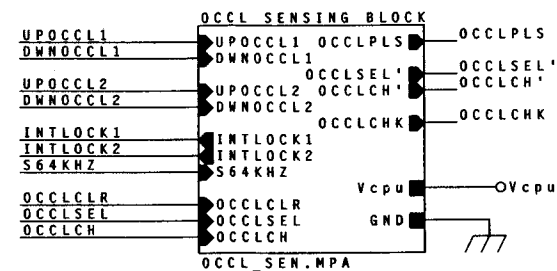 OCCL SENSING BLOCK
UPOCCL1
DWNOCCL1
UPOCCL2
DWNOCCL2
INTLOCK1
INTLOCK2
S64KHZ
OCCLCLR
OCCLSEL
OCCLCH
UPOCCL1
DWNOCCL1
UPOCCL2
DWNOCCL2
INTLOCK1
INTLOCK2
S64KHZ
OCCLCLR
OCCLSEL
OCCLCH
OCCLPLS
OCCLSEL'
OCCLCH'
OCCLCHK
Vcpu
GND
OCCLPLS
OCCLSEL'
OCCLCH'
OCCLCHK
Vcpu
OCCL_SEN.MPA